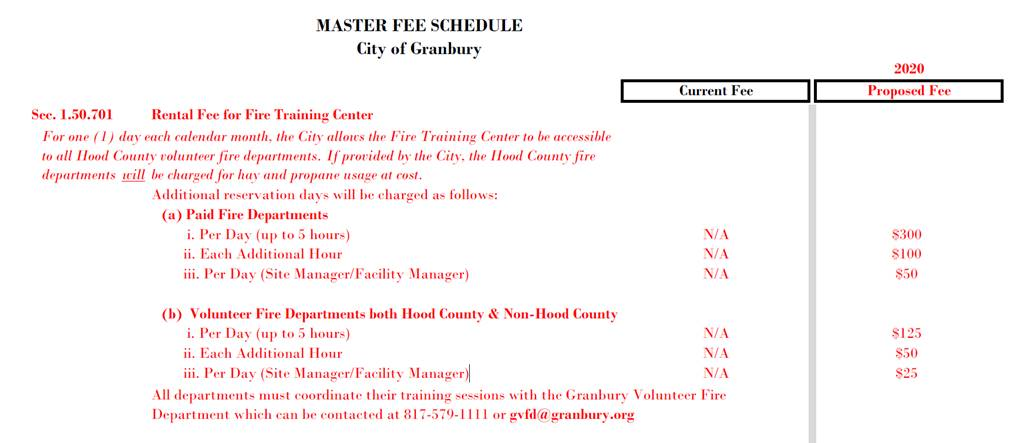 MASTER FEE SCHEDULE
City of Granbury
2020
Current Fee Proposed Fee
Sec. 1.50.701 Rental Fee for Fire Training Center
For one (1) day each calendar month, the City allows the Fire Training Center to be accessible
to all Hood County volunteer fire departments. If provided by the City, the Hood County fire
departments will be charged for hay and propane usage at cost.
Additional reservation days will be charged as follows:
(a) Paid Fire Departments
i. Per Day (up to 5 hours) N/A $300
ii. Each Additional Hour N/A $100
iii. Per Day (Site Manager/Facility Manager) N/A $50
(b) Volunteer Fire Departments both Hood County & Non-Hood County
i. Per Day (up to 5 hours) N/A $125
ii. Each Additional Hour N/A $50
iii. Per Day (Site Manager/Facility Manager) N/A $25
All departments must coordinate their training sessions with the Granbury Volunteer Fire
Department which can be contacted at 817-579-1111 or gvfd@granbury.org